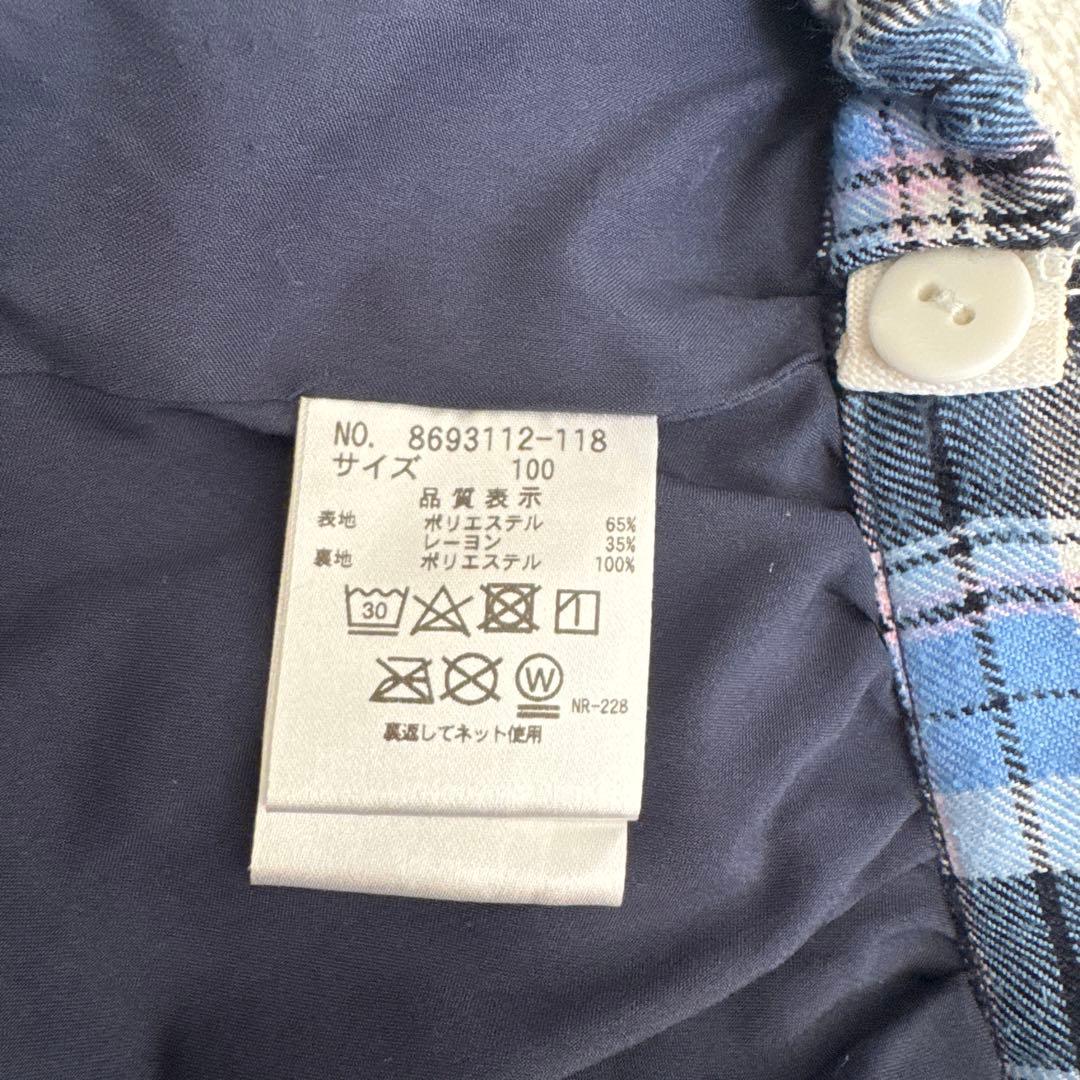 NO. 8693112-118
サイズ 100
品質表示
表地 ポリエステル 65%
レーヨン 35%
裏地 ポリエステル 100%
30
W
NR-228
裏返してネット使用